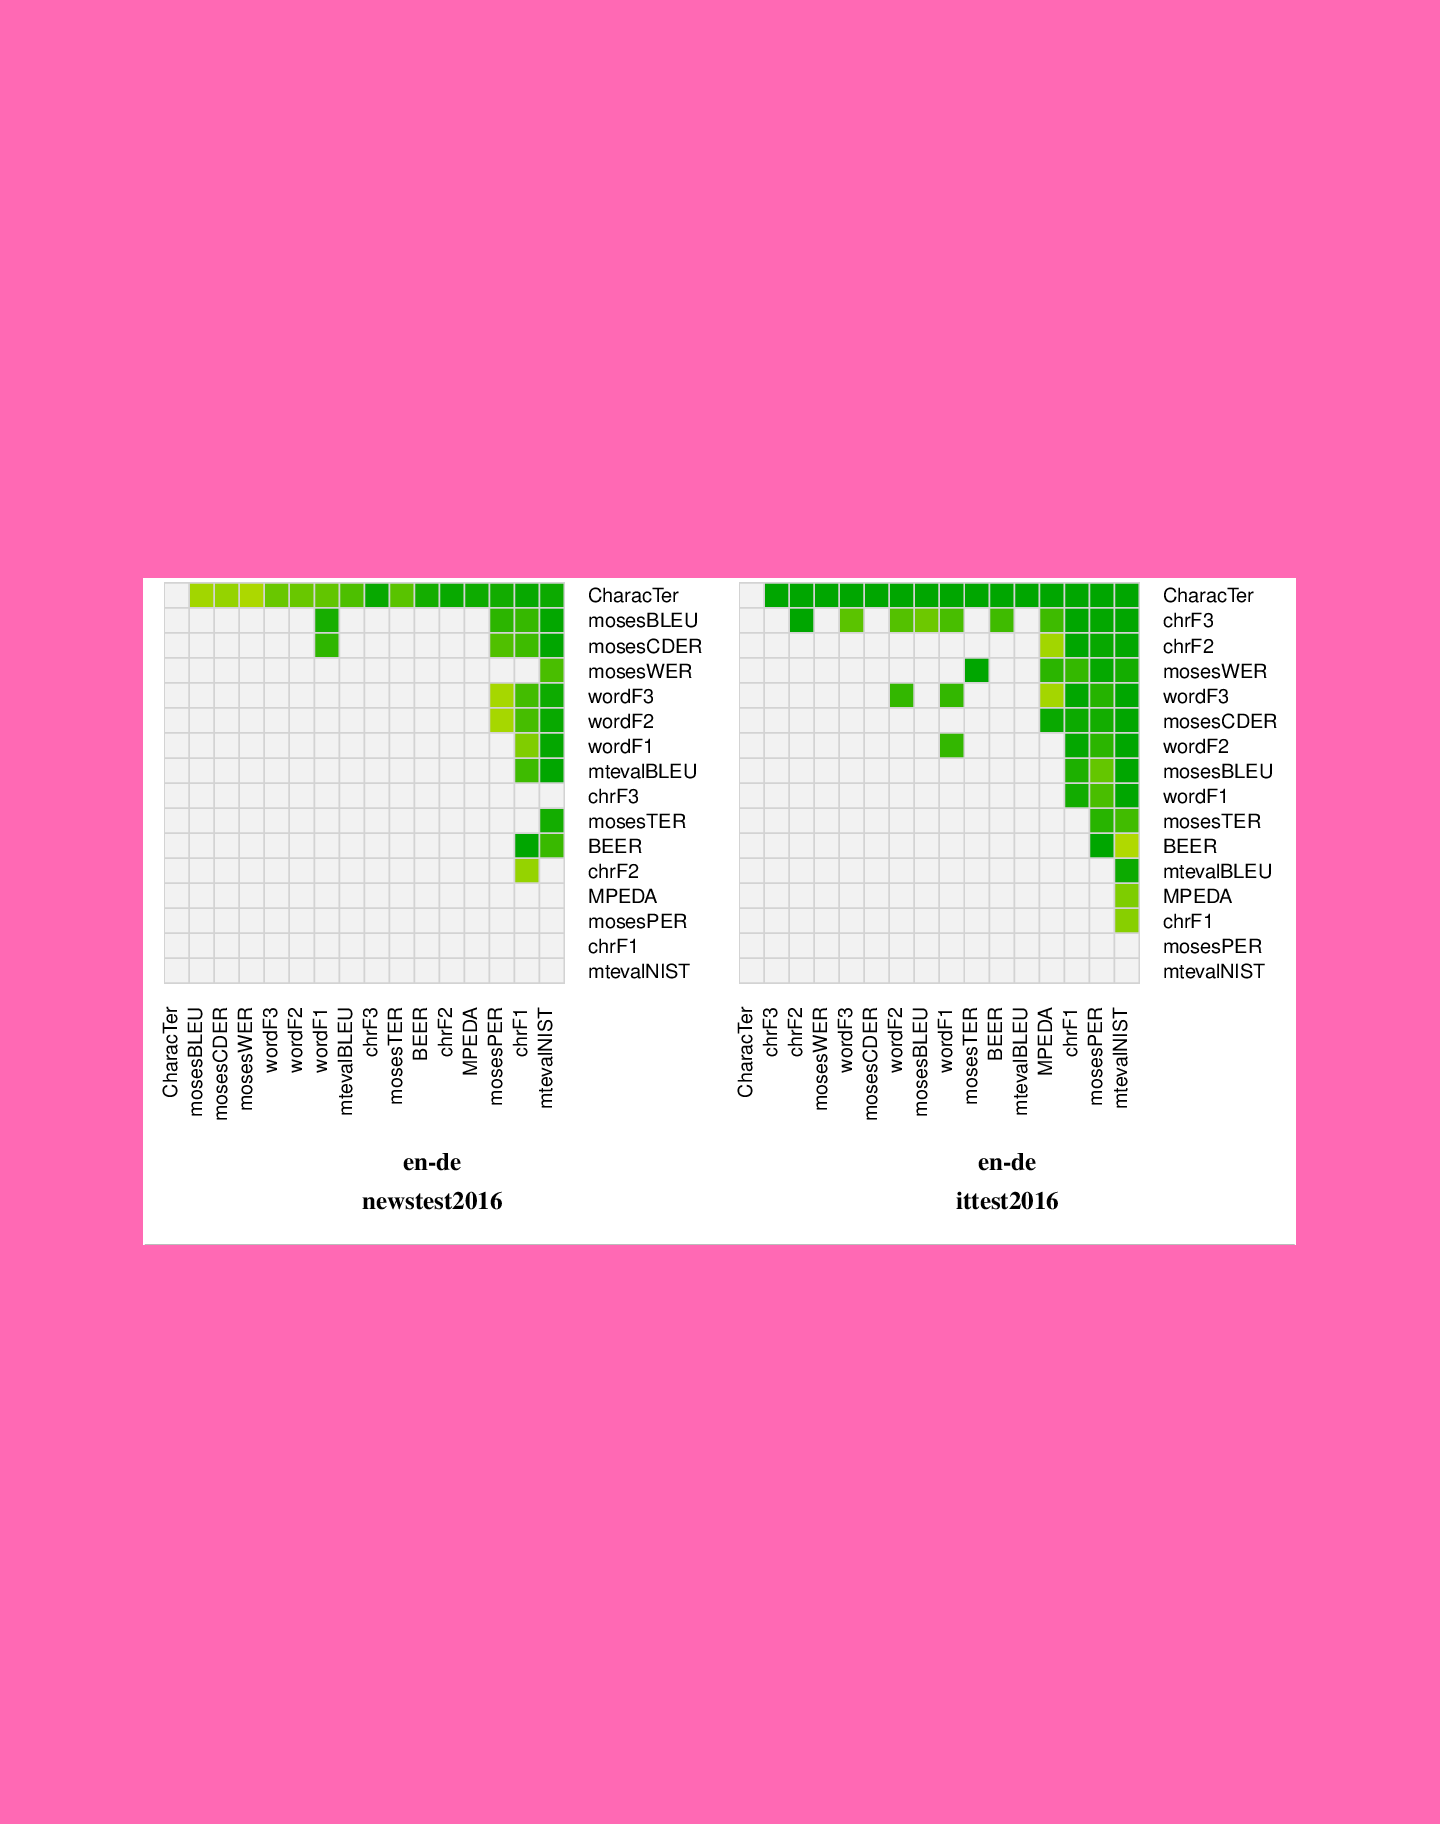 CharacTer
mosesBLEU
mosesCDER
mosesWER
wordF3
wordF2
wordF1
mtevalBLEU
chrF3
mosesTER
BEER
chrF2
MPEDA
mosesPER
chrF1
mtevalNIST
CharacTer
mosesBLEU
mosesCDER
mosesWER
wordF3
wordF2
wordF1
mtevalBLEU
chrF3
mosesTER
BEER
chrF2
MPEDA
mosesPER
chrF1
mtevalNIST
en-de
newstest2016
CharacTer
chrF3
chrF2
mosesWER
wordF3
mosesCDER
wordF2
mosesBLEU
wordF1
mosesTER
BEER
mtevalBLEU
MPEDA
chrF1
mosesPER
mtevalNIST
CharacTer
chrF3
chrF2
mosesWER
wordF3
mosesCDER
wordF2
mosesBLEU
wordF1
mosesTER
BEER
mtevalBLEU
MPEDA
chrF1
mosesPER
mtevalNIST
en-de
ittest2016